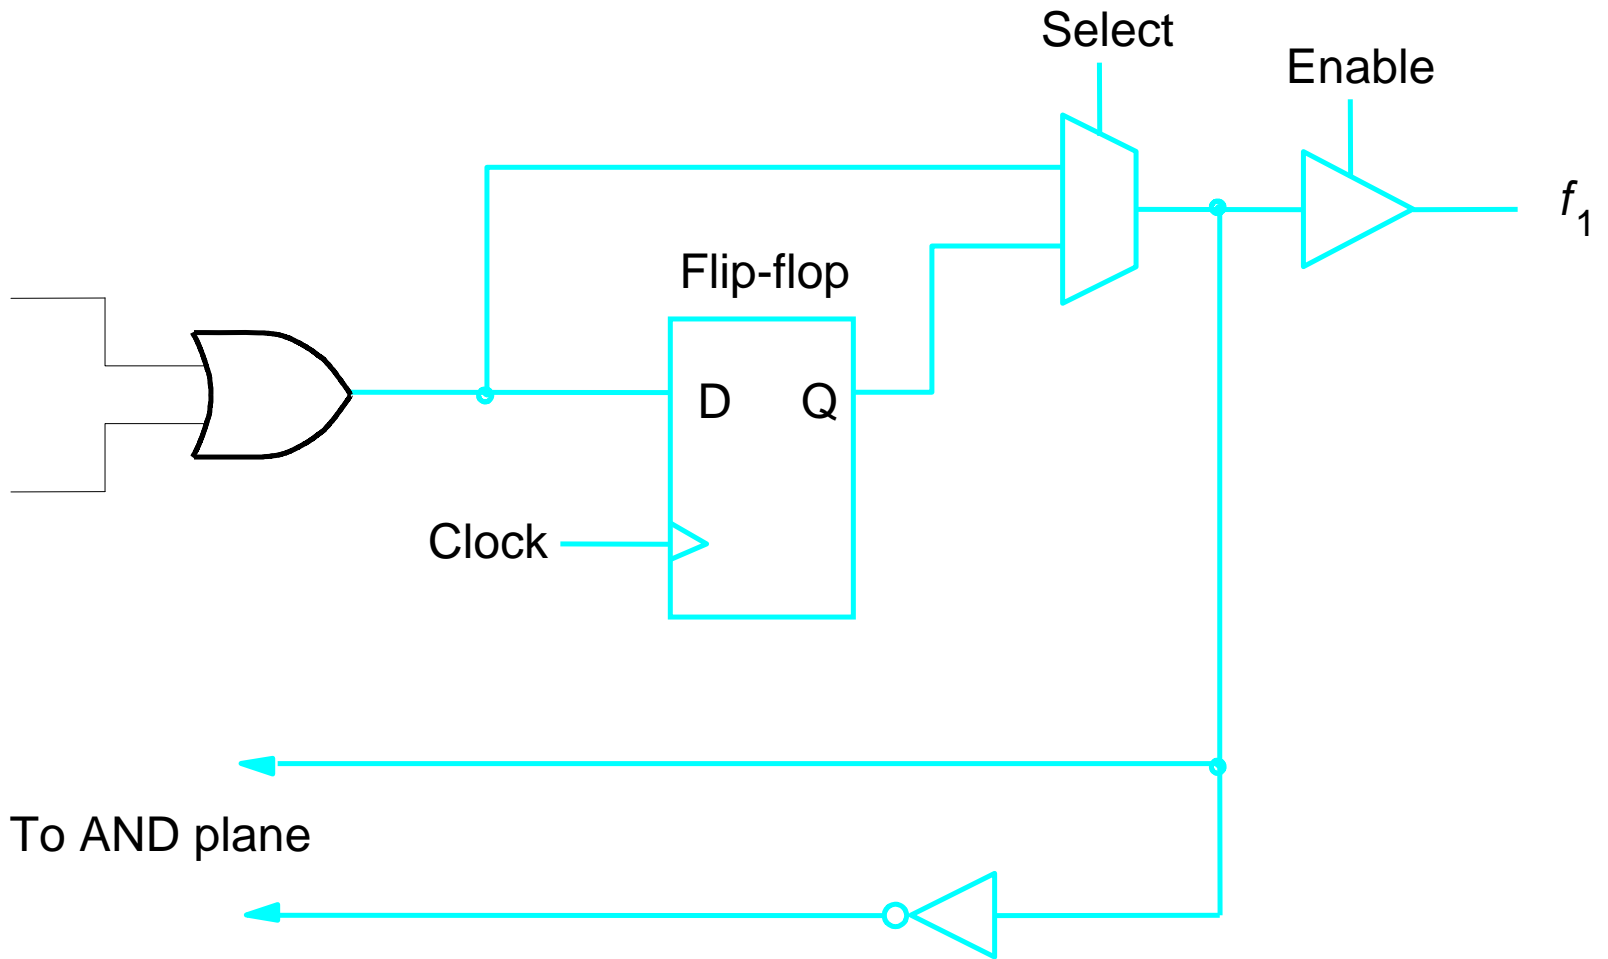 Select
Enable
f1
Flip-flop
D Q
Clock
To AND plane